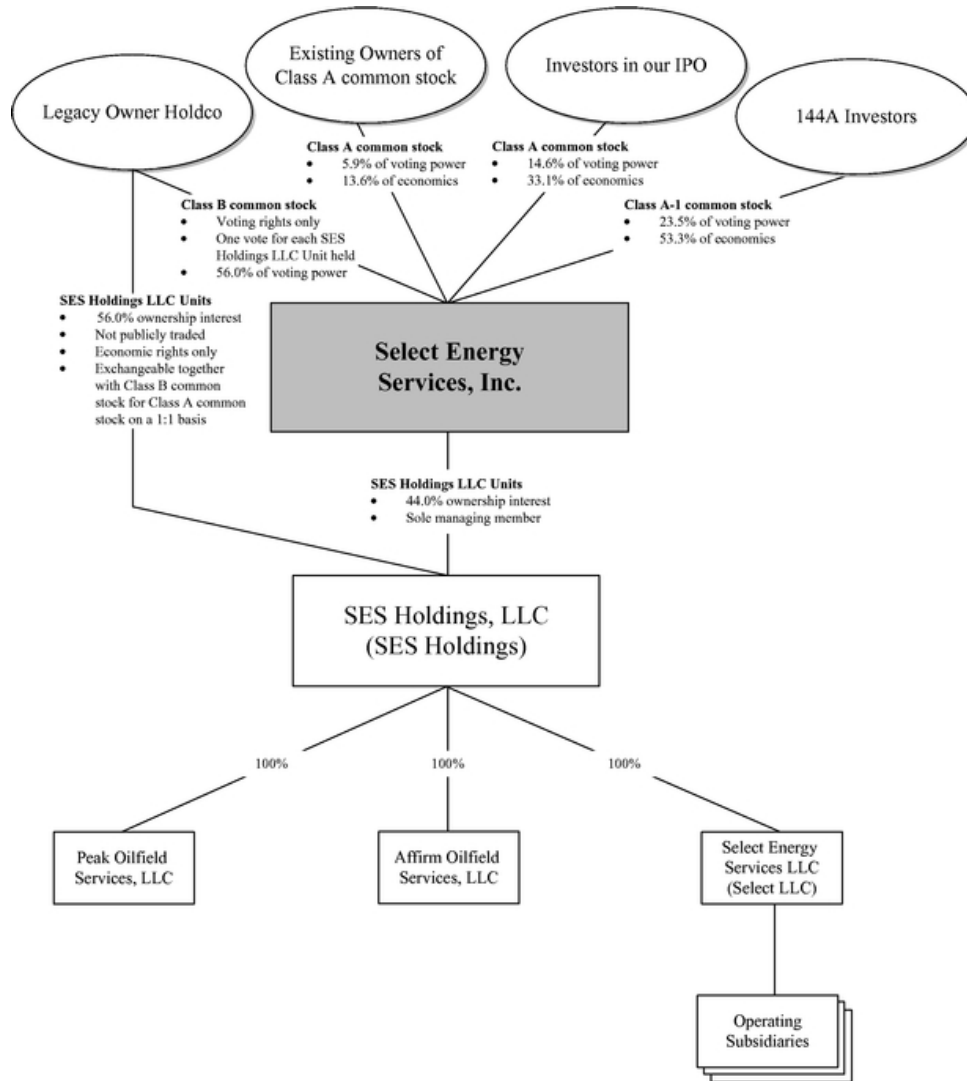 Legacy Owner Holdco
Existing Owners of
Class A common stock
Investors in our IPO
144A Investors
Class A common stock
• 5.9% of voting power
• 13.6% of economics
Class A common stock
• 14.6% of voting power
• 33.1% of economics
Class B common stock
• Voting rights only
• One vote for each SES
Holdings LLC Unit held
• 56.0% of voting power
Class A-1 common stock
• 23.5% of voting power
• 53.3% of economics
SES Holdings LLC Units
• 56.0% ownership interest
• Not publicly traded
• Economic rights only
• Exchangeable together
with Class B common
stock for Class A common
stock on a 1:1 basis
Select Energy
Services, Inc.
SES Holdings LLC Units
• 44.0% ownership interest
• Sole managing member
SES Holdings, LLC
(SES Holdings)
100%
100%
100%
Peak Oilfield
Services, LLC
Affirm Oilfield
Services, LLC
Select Energy
Services LLC
(Select LLC)
Operating
Subsidiaries